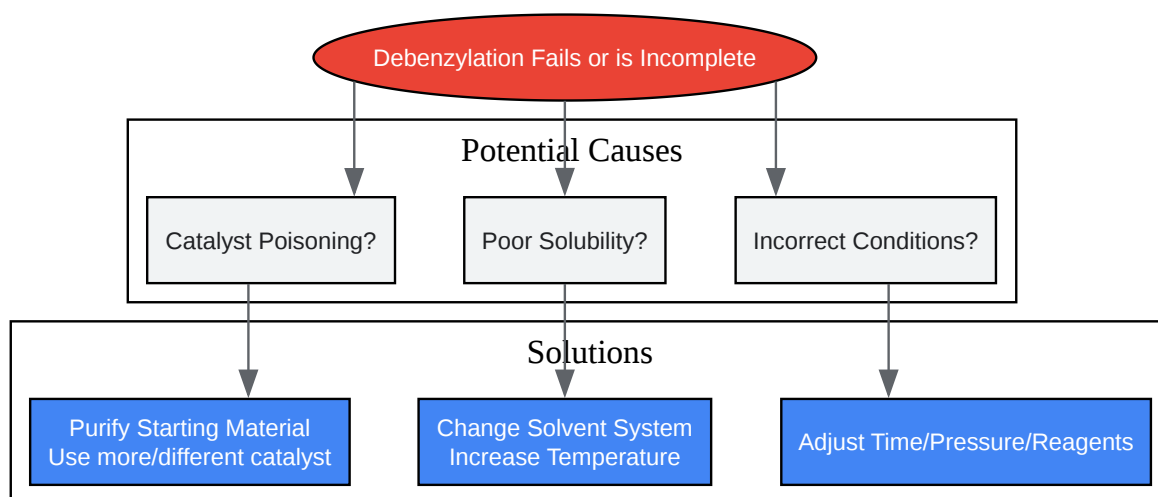 Debenzylation Fails or is Incomplete
Potential Causes
Catalyst Poisoning?
Poor Solubility?
Incorrect Conditions?
Solutions
Purify Starting Material
Use more/different catalyst
Change Solvent System
Increase Temperature
Adjust Time/Pressure/Reagents